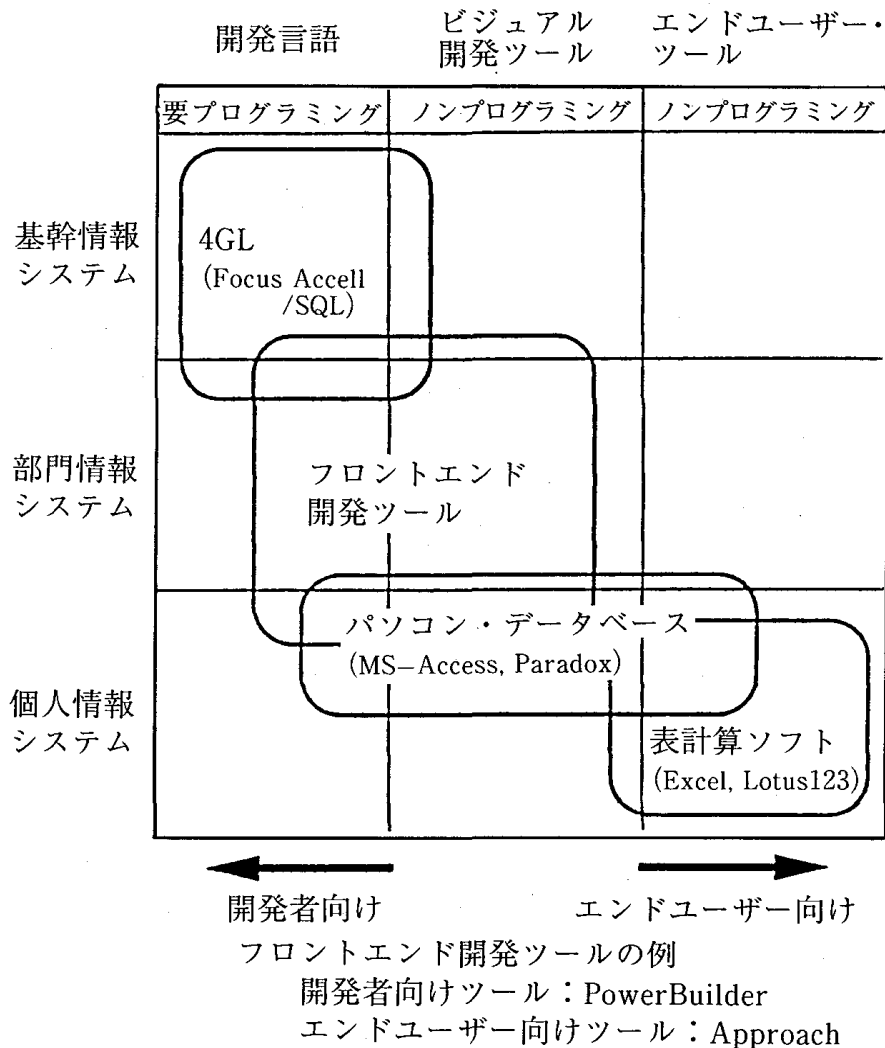 開発言語
ビジュアル
開発ツール
エンドユーザー・
ツール
要プログラミング
ノンプログラミング
ノンプログラミング
基幹情報
システム
4GL
(Focus Accell
/SQL)
部門情報
システム
フロントエンド
開発ツール
個人情報
システム
パソコン・データベース
(MS-Access, Paradox)
表計算ソフト
(Excel, Lotus123)
開発者向け
エンドユーザー向け
フロントエンド開発ツールの例
開発者向けツール：PowerBuilder
エンドユーザー向けツール：Approach